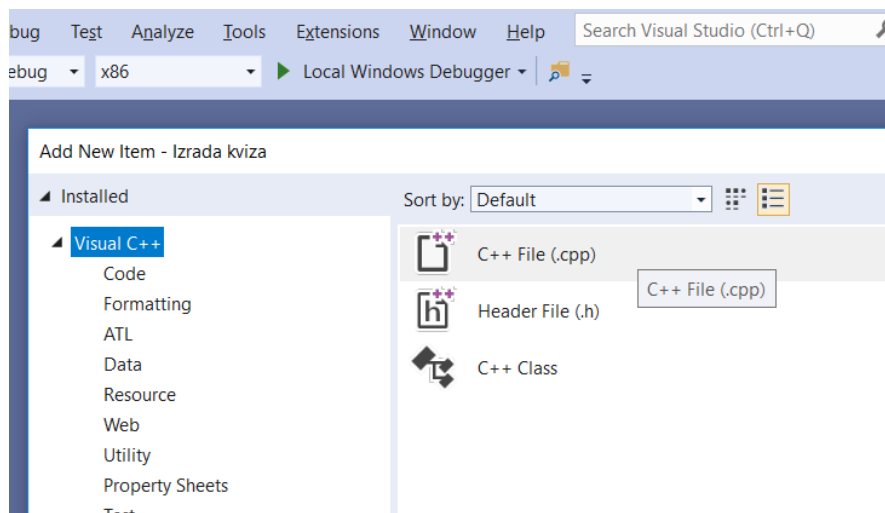 bug Test Analyze Tools Extensions Window Help Search Visual Studio (Ctrl+Q)
ebug x86 Local Windows Debugger
Add New Item - Izrada kviza
Installed
Sort by: Default
Visual C++
Code
Formatting
ATL
Data
Resource
Web
Utility
Property Sheets
C++ File (.cpp)
C++ File (.cpp)
Header File (.h)
C++ Class